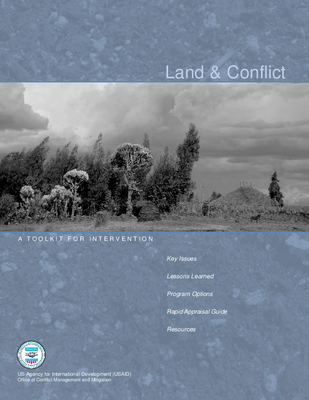 Land & Conflict
A TOOLKIT FOR INTERVENTION
Key Issues
Lessons Learned
Program Options
Rapid Appraisal Guide
Resources
US Agency for International Development (USAID)
Office of Conflict Management and Mitigation